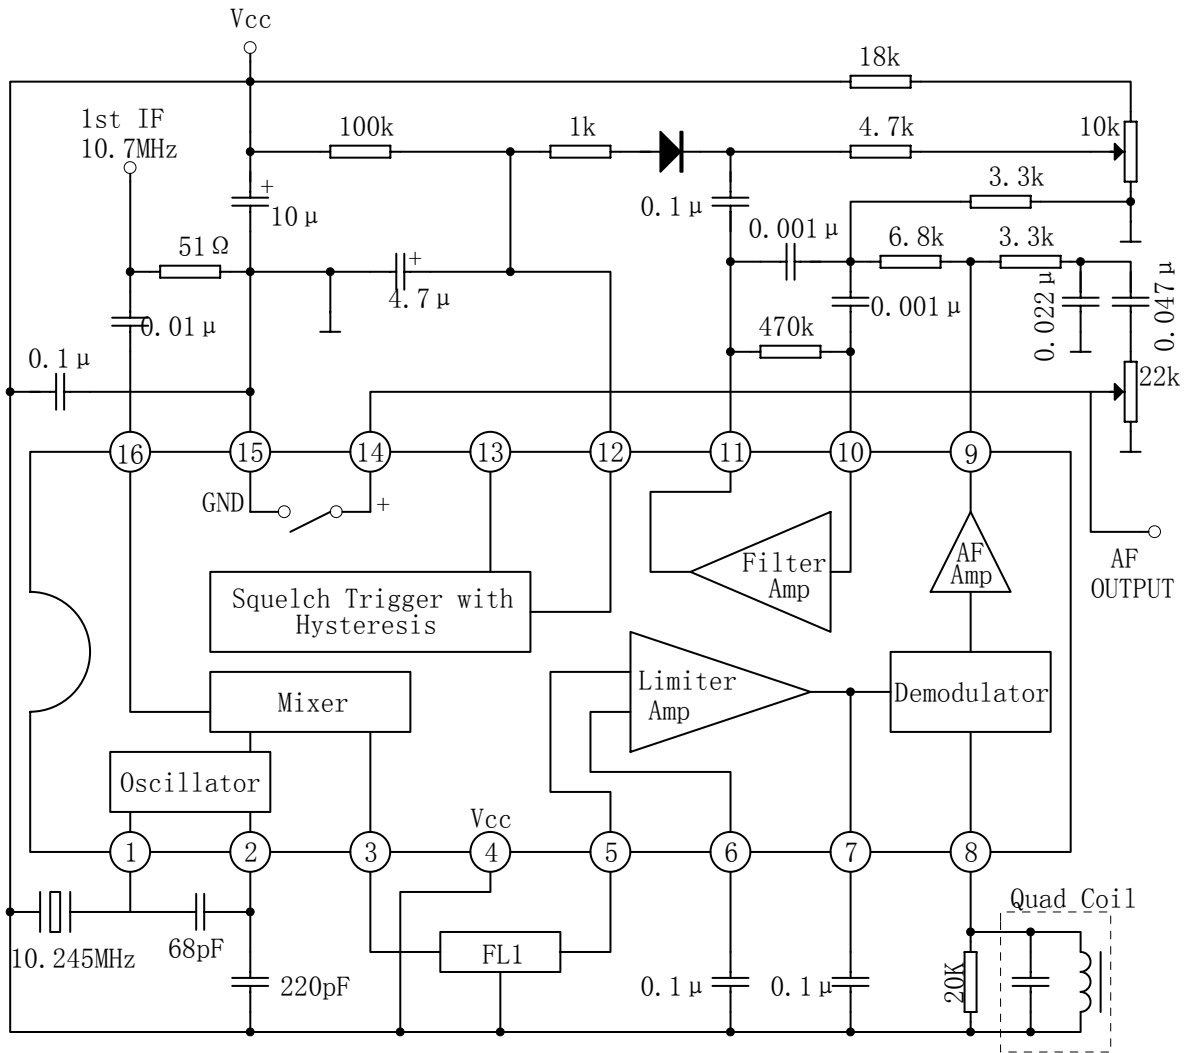 Vcc
18k
1st IF
10.7MHz
100k
1k
4.7k
10k
+
10μ
0.1μ
3.3k
51Ω
+
4.7μ
0.001μ
6.8k
3.3k
0.01μ
0.001μ
0.022μ
0.047μ
0.1μ
470k
22k
16
15
14
13
12
11
10
9
GND
+
Squelch Trigger with
Hysteresis
Filter
Amp
AF
Amp
AF
OUTPUT
Mixer
Limiter
Amp
Demodulator
Oscillator
Vcc
1
2
3
4
5
6
7
8
10.245MHz
68pF
220pF
FL1
0.1μ
0.1μ
20K
Quad Coil